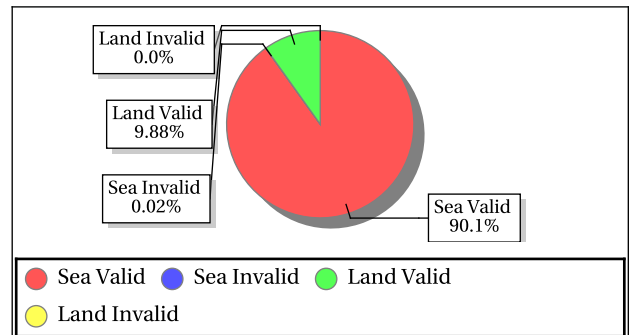 Land Invalid
0.0%
Land Valid
9.88%
Sea Invalid
0.02%
Sea Valid
90.1%
Sea Valid Sea Invalid Land Valid
Land Invalid